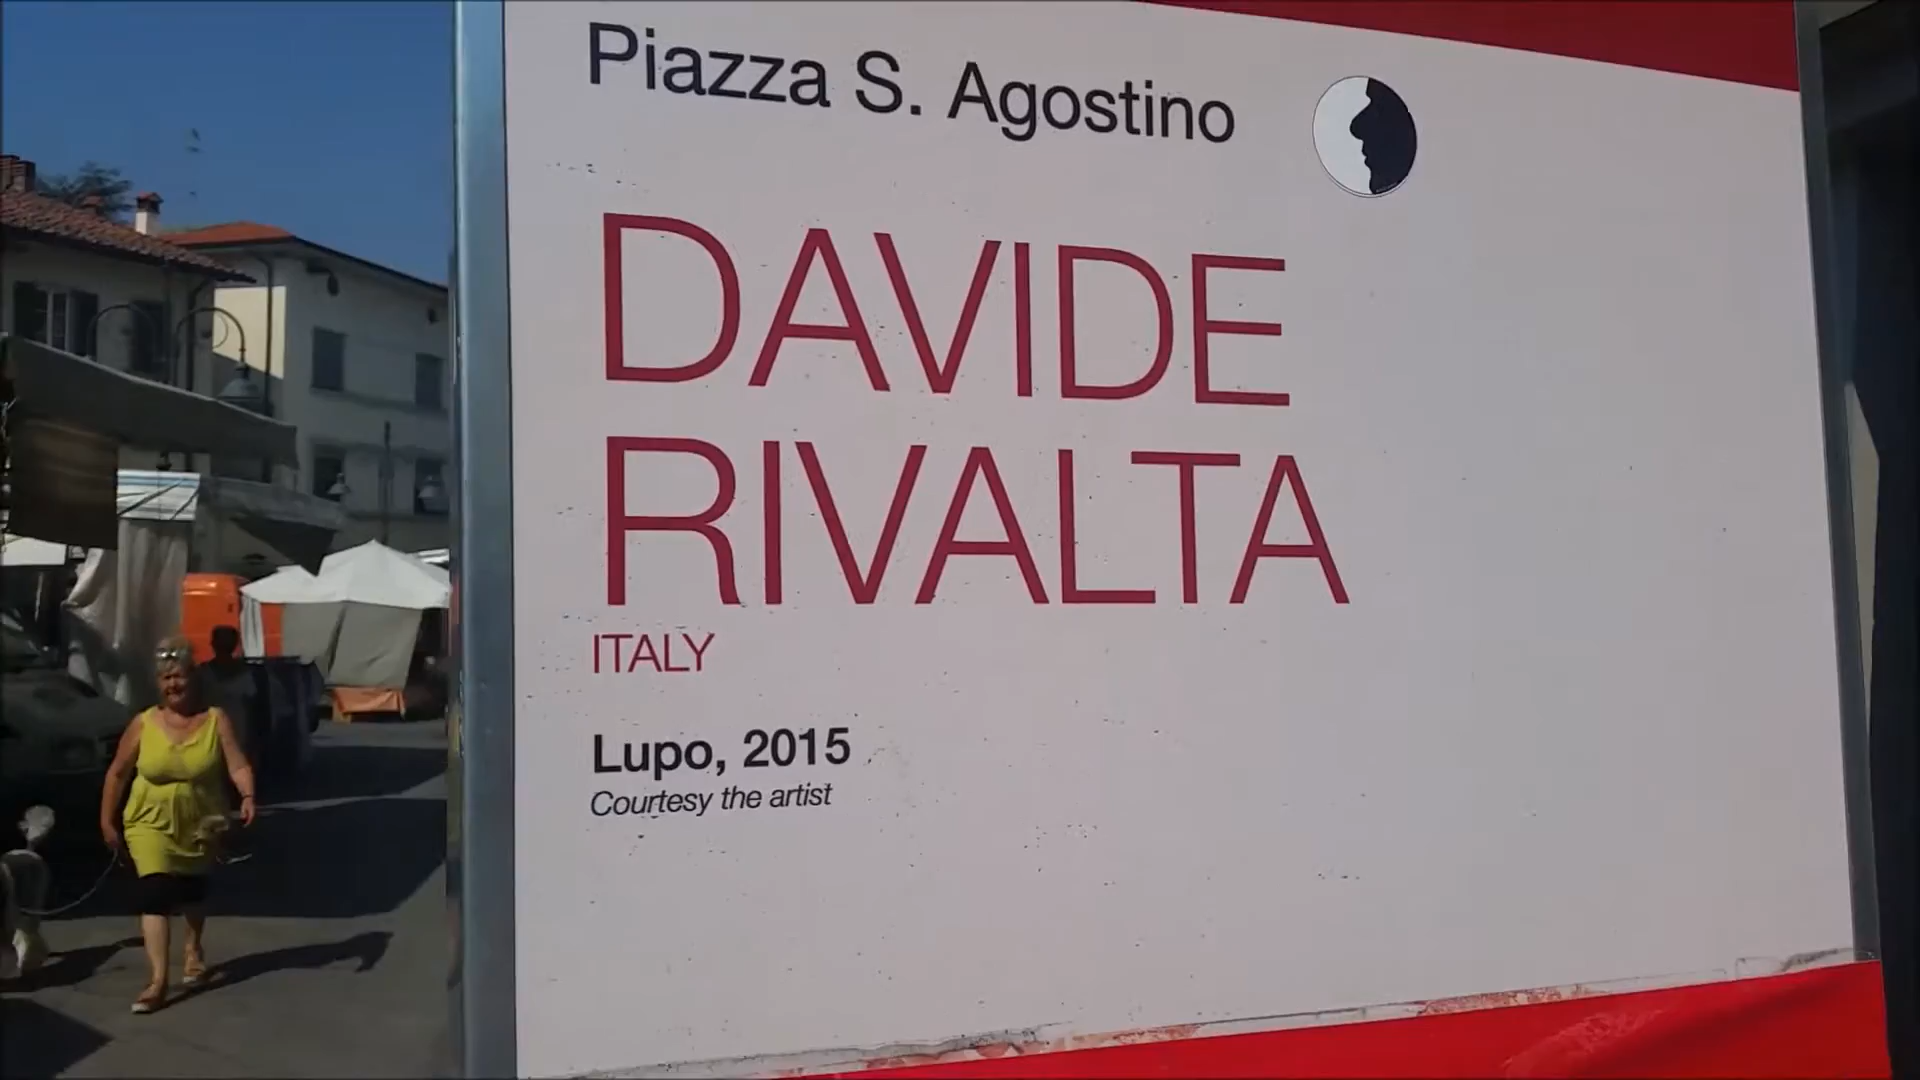 Piazza S. Agostino
DAVIDE
RIVALTA
ITALY
Lupo, 2015
Courtesy the artist